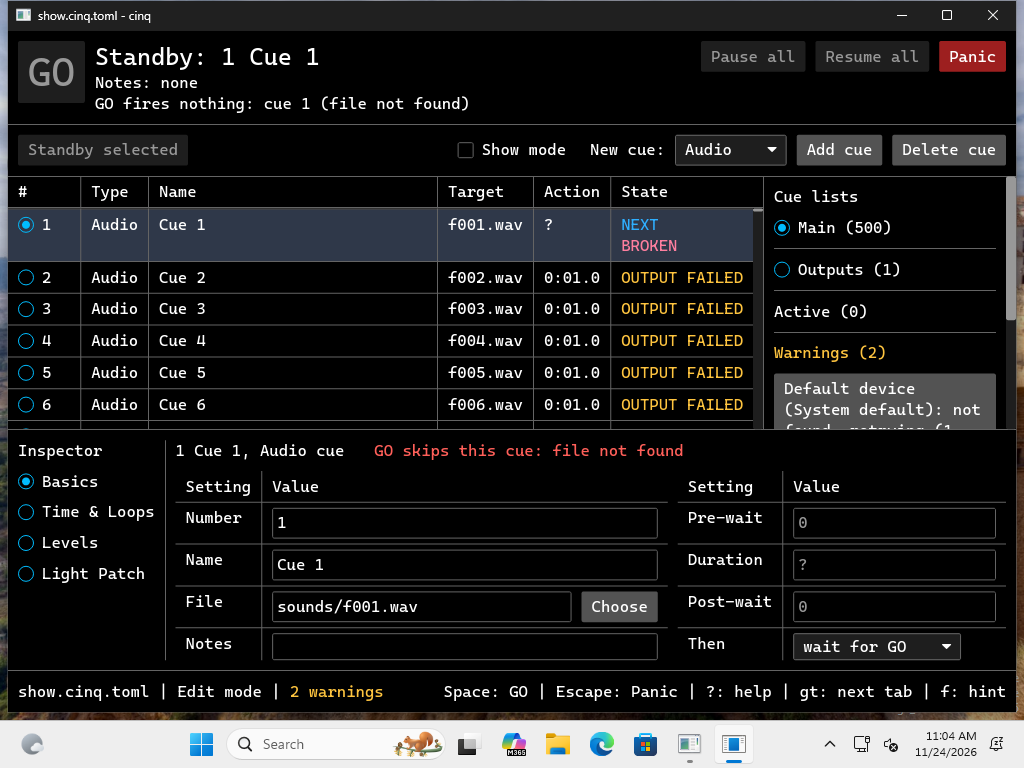 show.cinq.toml - cinq
GO
Standby: 1 Cue 1
Notes: none
GO fires nothing: cue 1 (file not found)
Pause all
Resume all
Panic
Standby selected
Show mode
New cue:
Audio
Add cue
Delete cue
# Type Name Target Action State
1 Audio Cue 1 f001.wav ? NEXT
BROKEN
2 Audio Cue 2 f002.wav 0:01.0 OUTPUT FAILED
3 Audio Cue 3 f003.wav 0:01.0 OUTPUT FAILED
4 Audio Cue 4 f004.wav 0:01.0 OUTPUT FAILED
5 Audio Cue 5 f005.wav 0:01.0 OUTPUT FAILED
6 Audio Cue 6 f006.wav 0:01.0 OUTPUT FAILED
Cue lists
Main (500)
Outputs (1)
Active (0)
Warnings (2)
Default device
(System default): not
Inspector
Basics
Time & Loops
Levels
Light Patch
1 Cue 1, Audio cue
GO skips this cue: file not found
Setting Value
Number 1
Name Cue 1
File sounds/f001.wav Choose
Notes
Setting Value
Pre-wait 0
Duration ?
Post-wait 0
Then wait for GO
show.cinq.toml | Edit mode | 2 warnings
Space: GO | Escape: Panic | ?: help | gt: next tab | f: hint
Search
M365
11:04 AM
11/24/2026